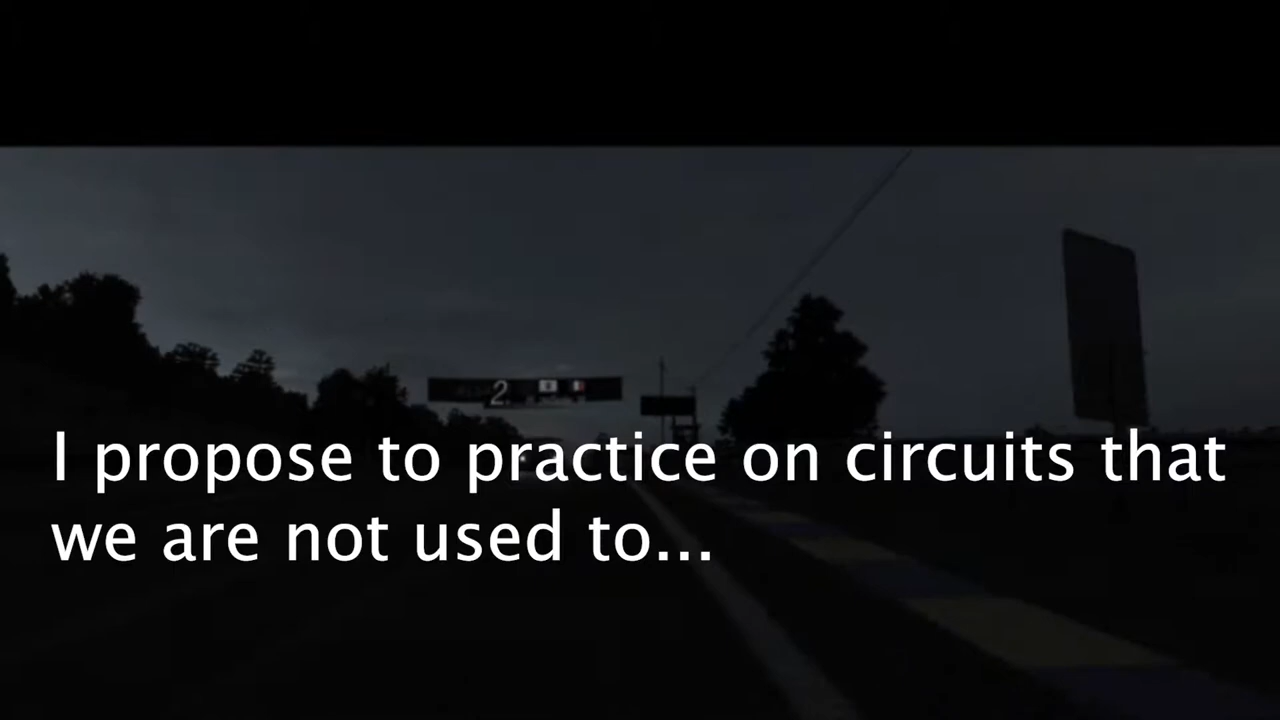 2
I propose to practice on circuits that
we are not used to...